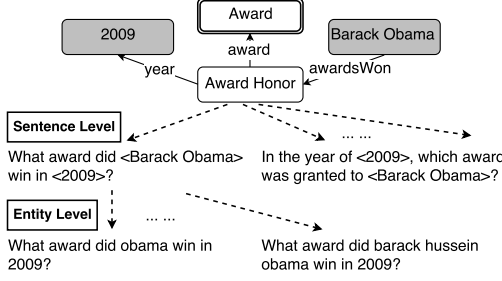 Award
2009
Barack Obama
award
year
awardsWon
Award Honor
Sentence Level
... ...
What award did <Barack Obama>
win in <2009>?
In the year of <2009>, which award
was granted to <Barack Obama>?
Entity Level
... ...
What award did obama win in
2009?
What award did barack hussein
obama win in 2009?